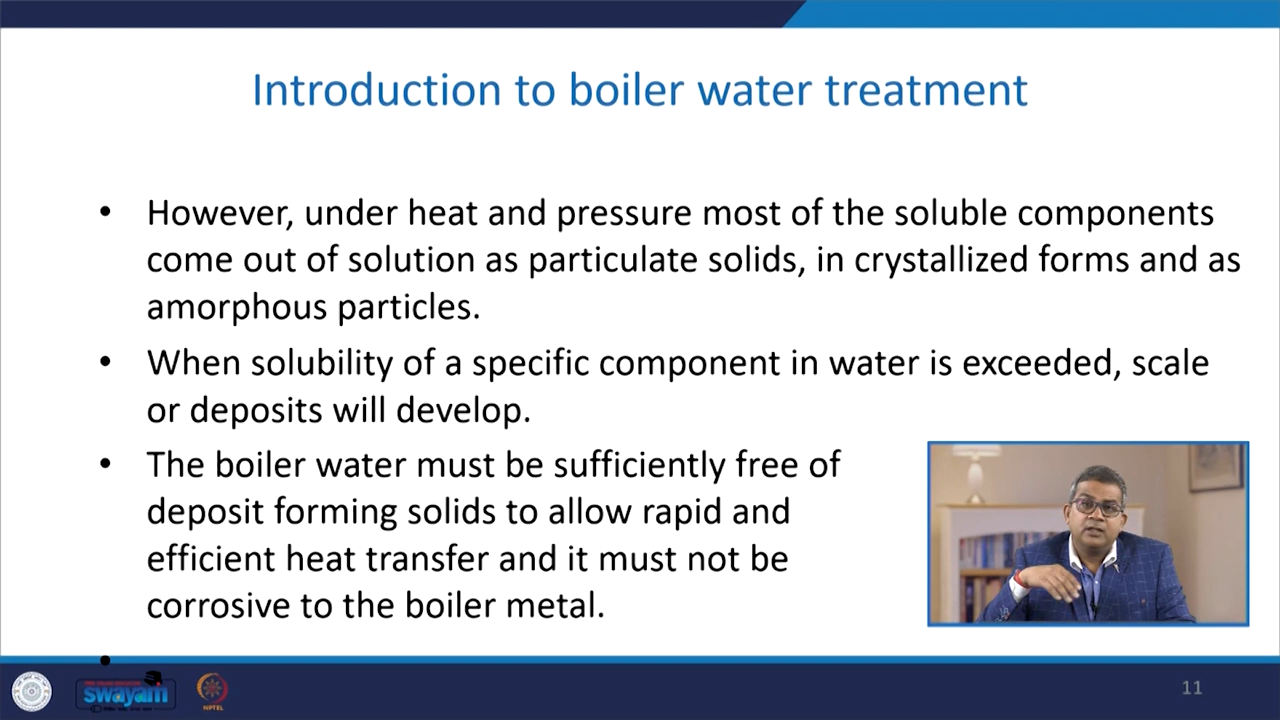 Introduction to boiler water treatment
• However, under heat and pressure most of the soluble components
come out of solution as particulate solids, in crystallized forms and as
amorphous particles.
• When solubility of a specific component in water is exceeded, scale
or deposits will develop.
• The boiler water must be sufficiently free of
deposit forming solids to allow rapid and
efficient heat transfer and it must not be
corrosive to the boiler metal.
•
swayam
NPTEL
11